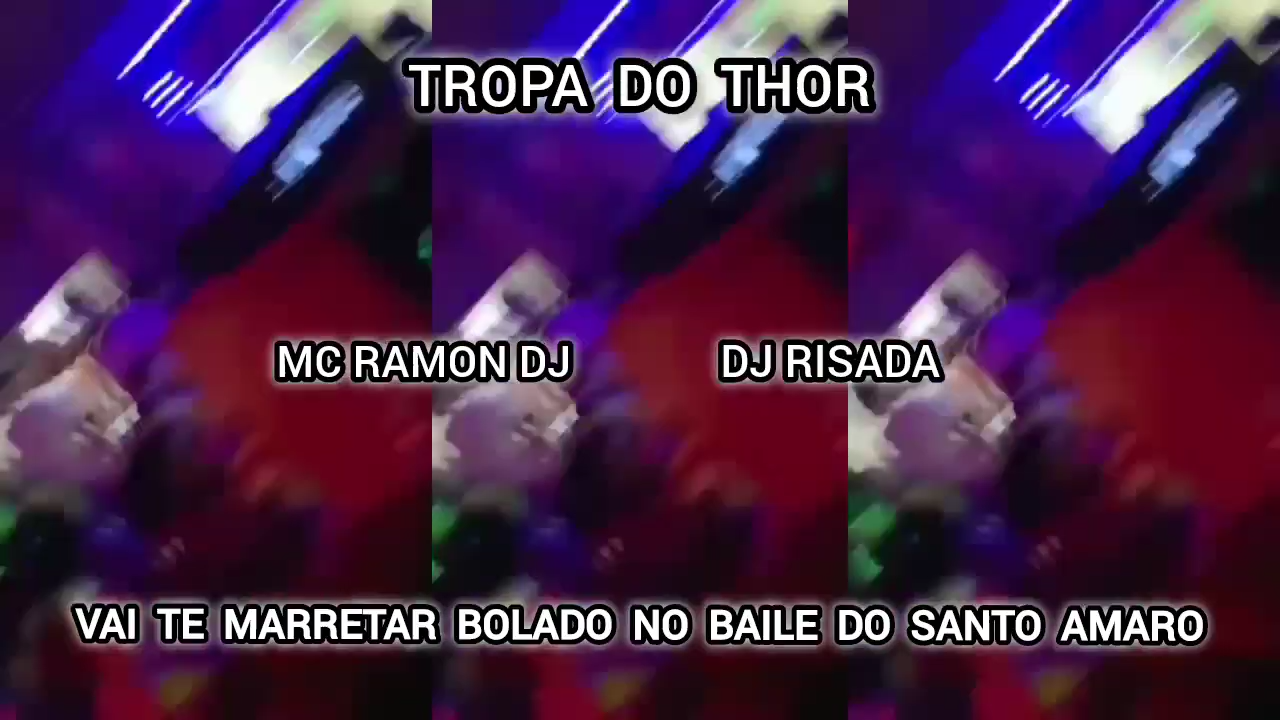 TROPA DO THOR
MC RAMON DJ DJ RISADA
VAI TE MARRETAR BOLADO NO BAILE DO SANTO AMARO